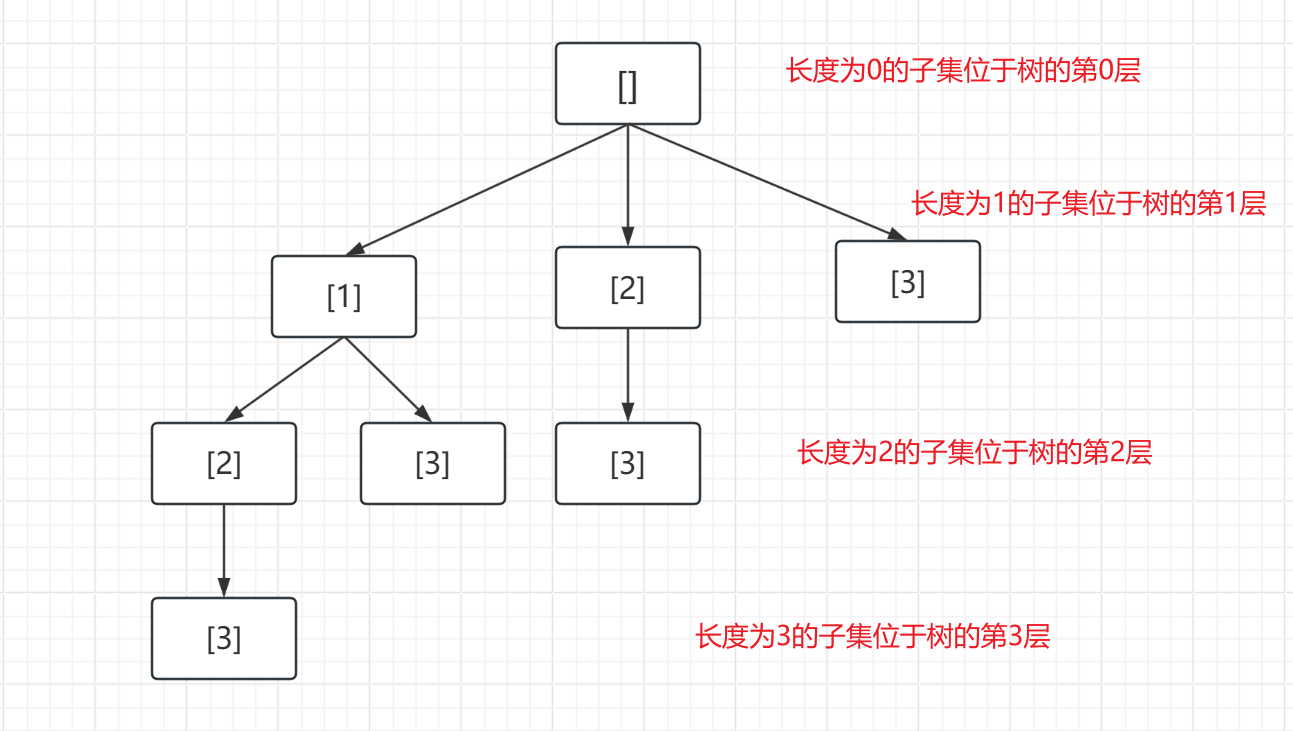 []
长度为0的子集位于树的第0层
长度为1的子集位于树的第1层
[1]
[2]
[3]
[2]
[3]
[3]
长度为2的子集位于树的第2层
[3]
长度为3的子集位于树的第3层